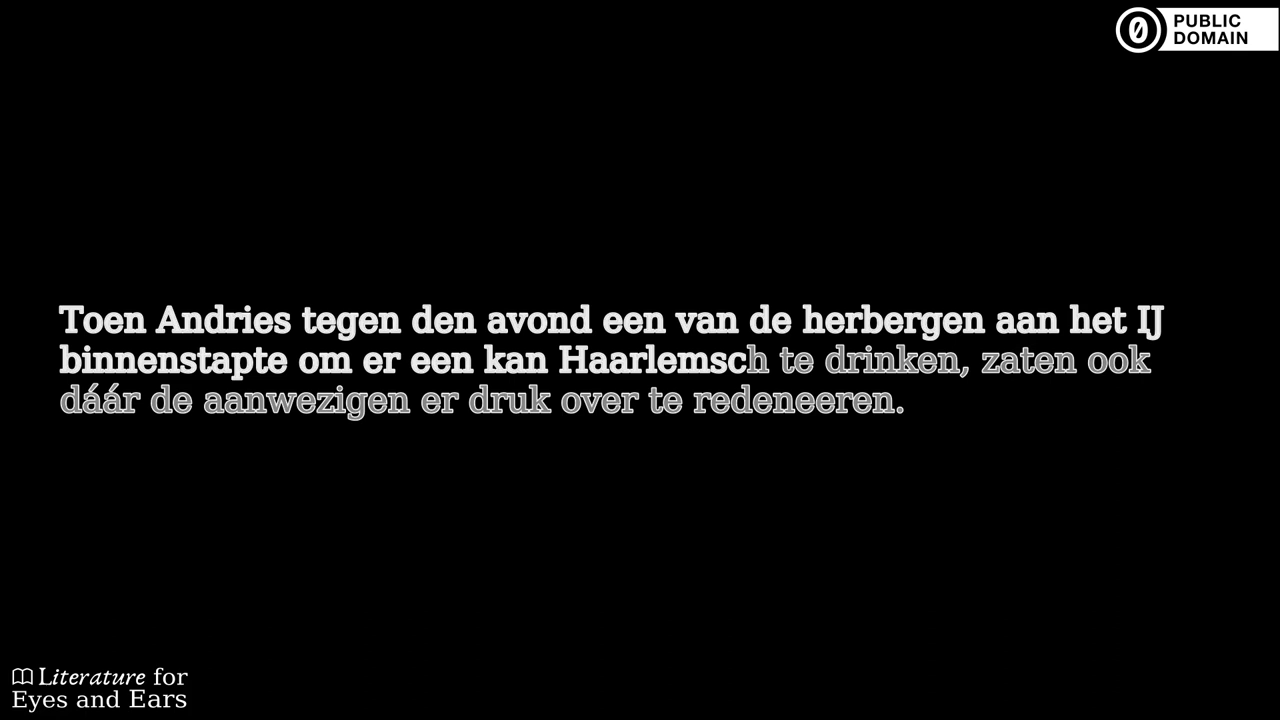 PUBLIC
DOMAIN
Toen Andries tegen den avond een van de herbergen aan het IJ
binnenstapte om er een kan Haarlemsch te drinken, zaten ook
dáár de aanwezigen er druk over te redeneeren.
Literature for
Eyes and Ears